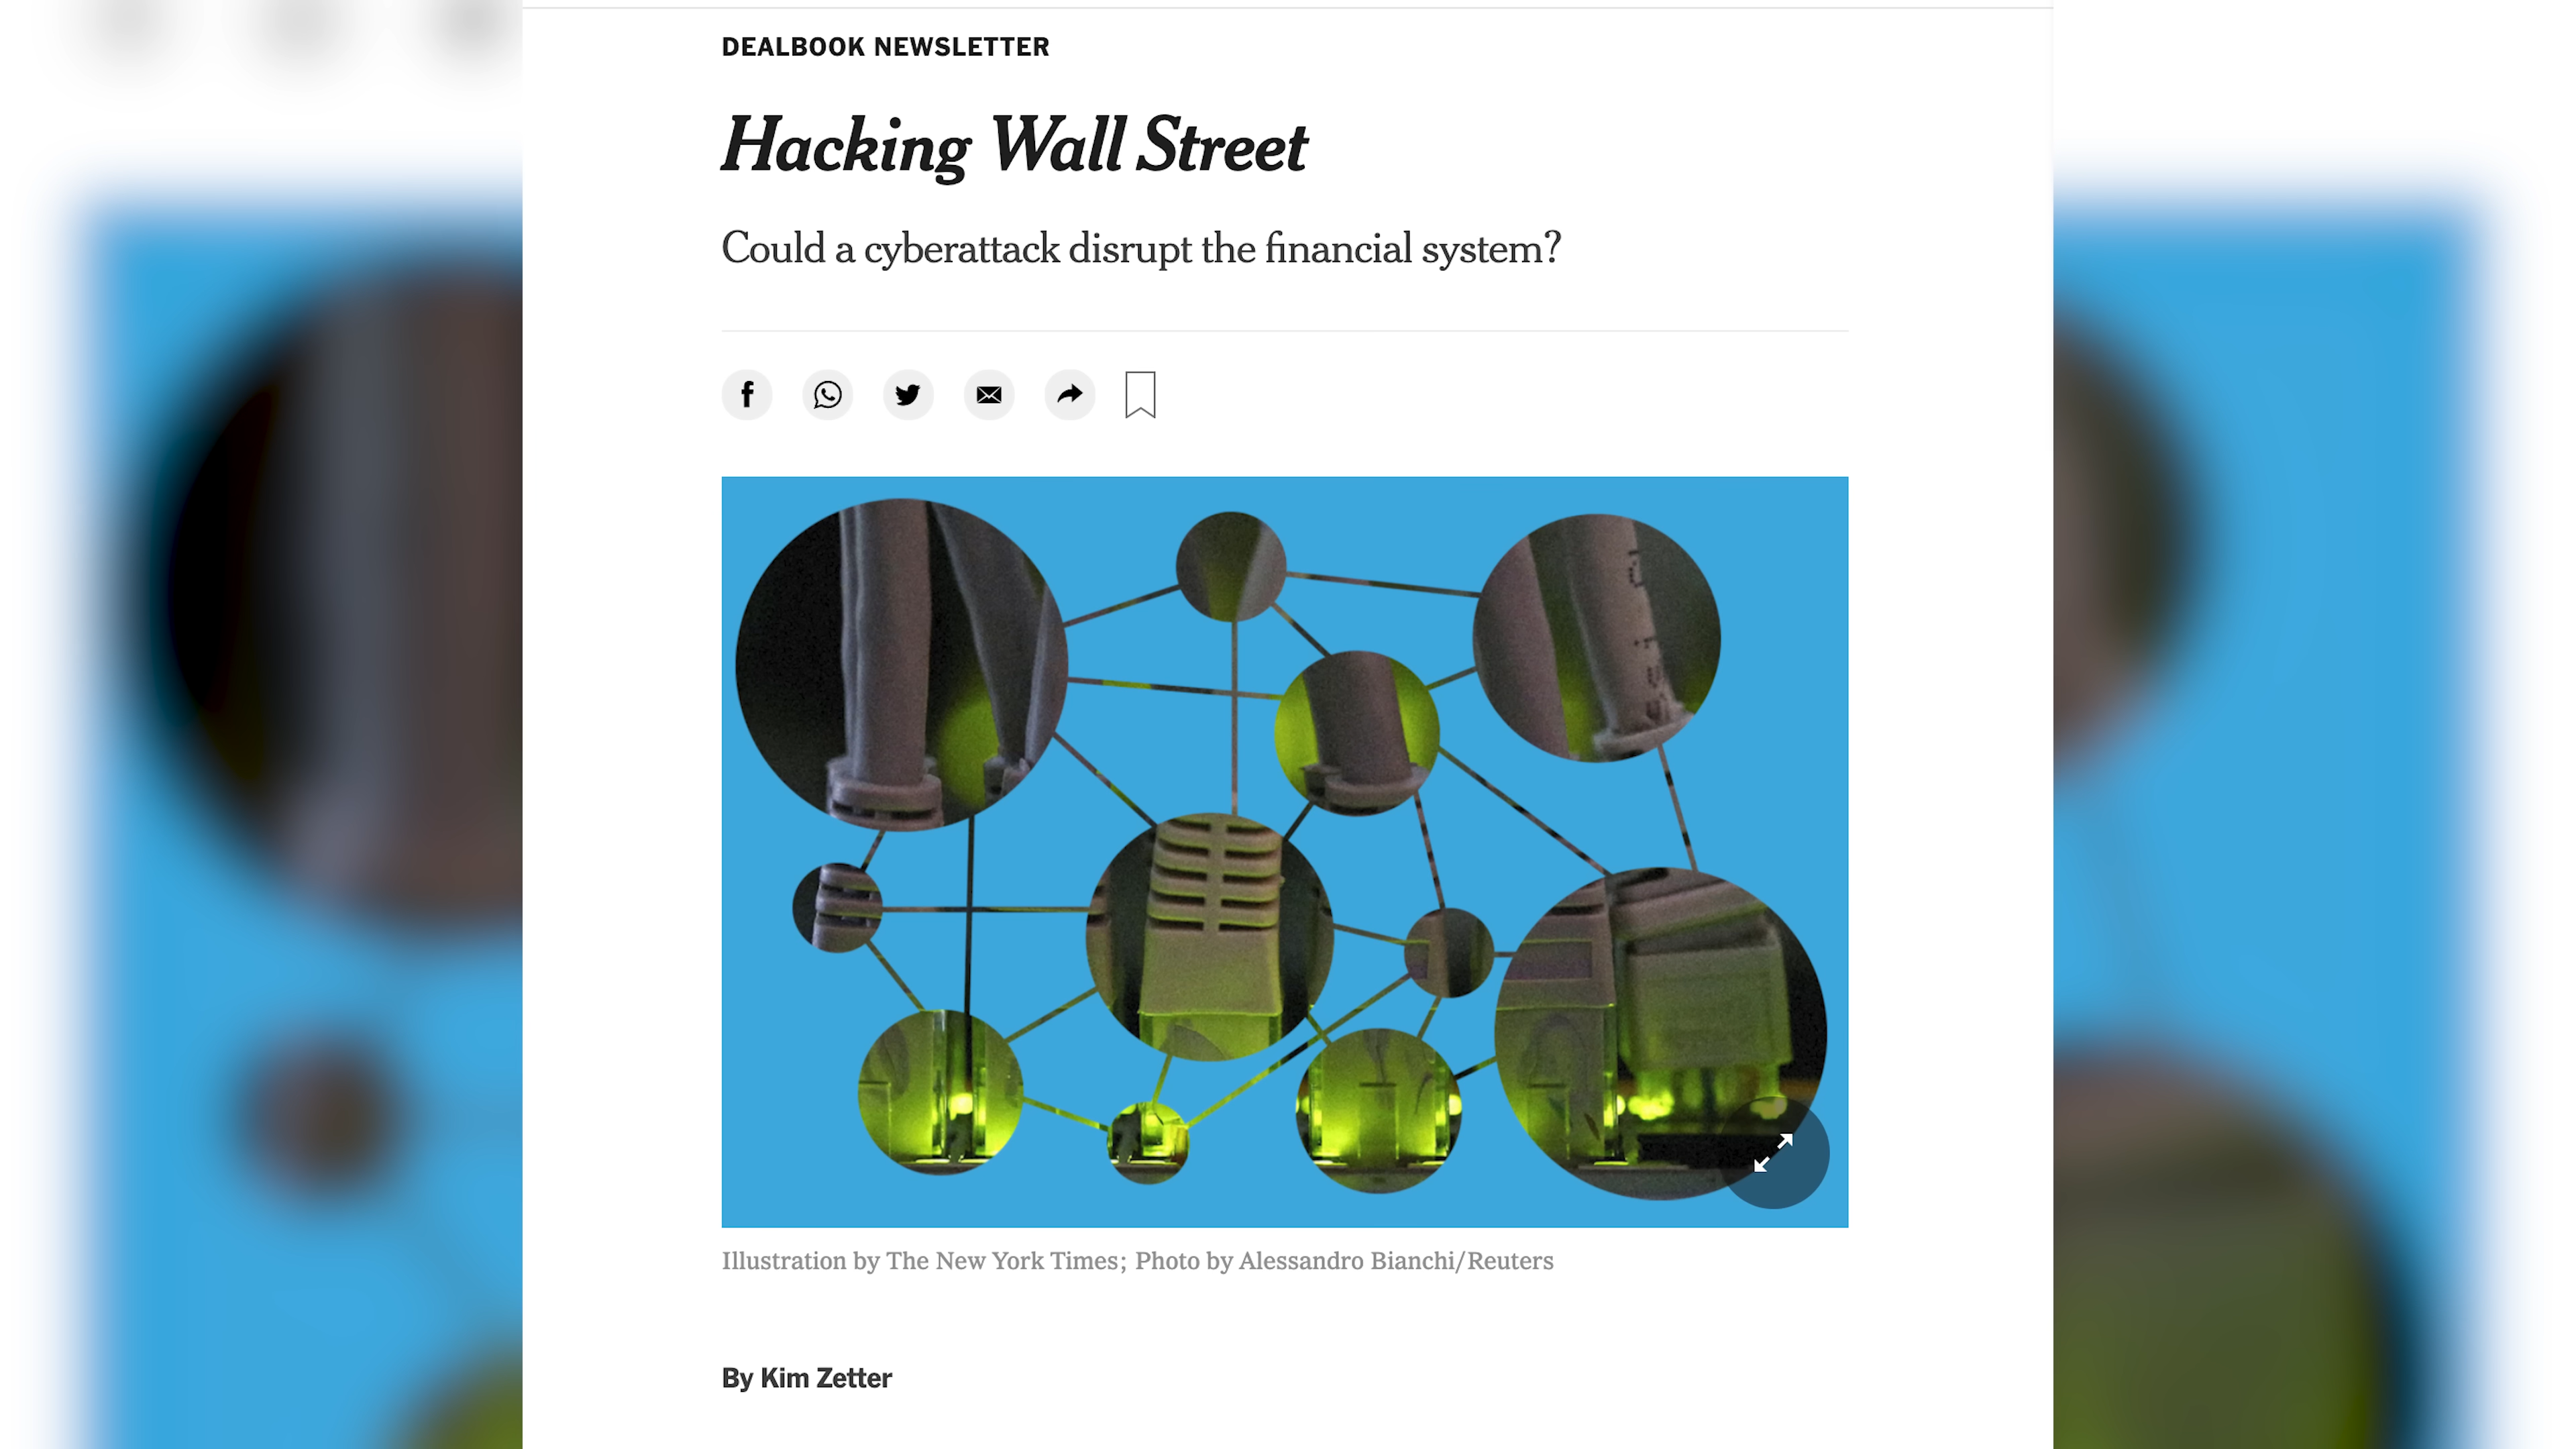 DEALBOOK NEWSLETTER
Hacking Wall Street
Could a cyberattack disrupt the financial system?
Illustration by The New York Times; Photo by Alessandro Bianchi/Reuters
By Kim Zetter